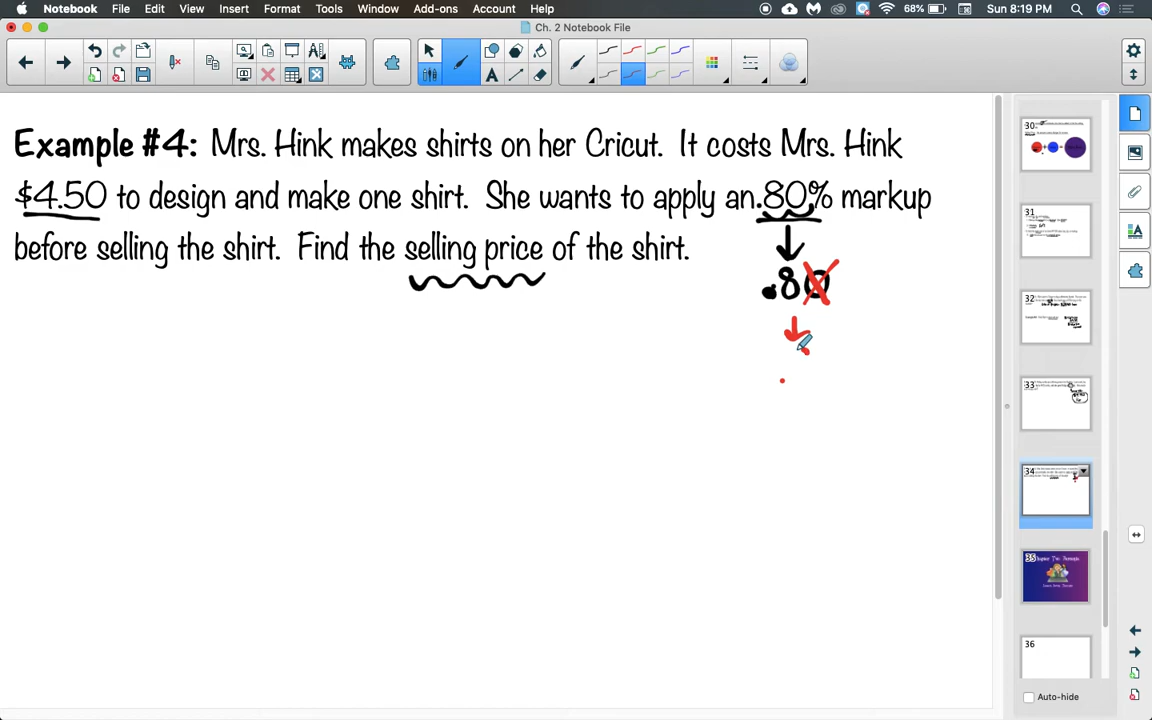 Notebook File Edit View Insert Format Tools Window Add-ons Account Help 68% Sun 8:19 PM
Ch. 2 Notebook File
Example #4: Mrs. Hink makes shirts on her Cricut. It costs Mrs. Hink
$4.50 to design and make one shirt. She wants to apply an .80% markup
before selling the shirt. Find the selling price of the shirt.
.80
.
30
31
32
33
34
35
36
Auto-hide